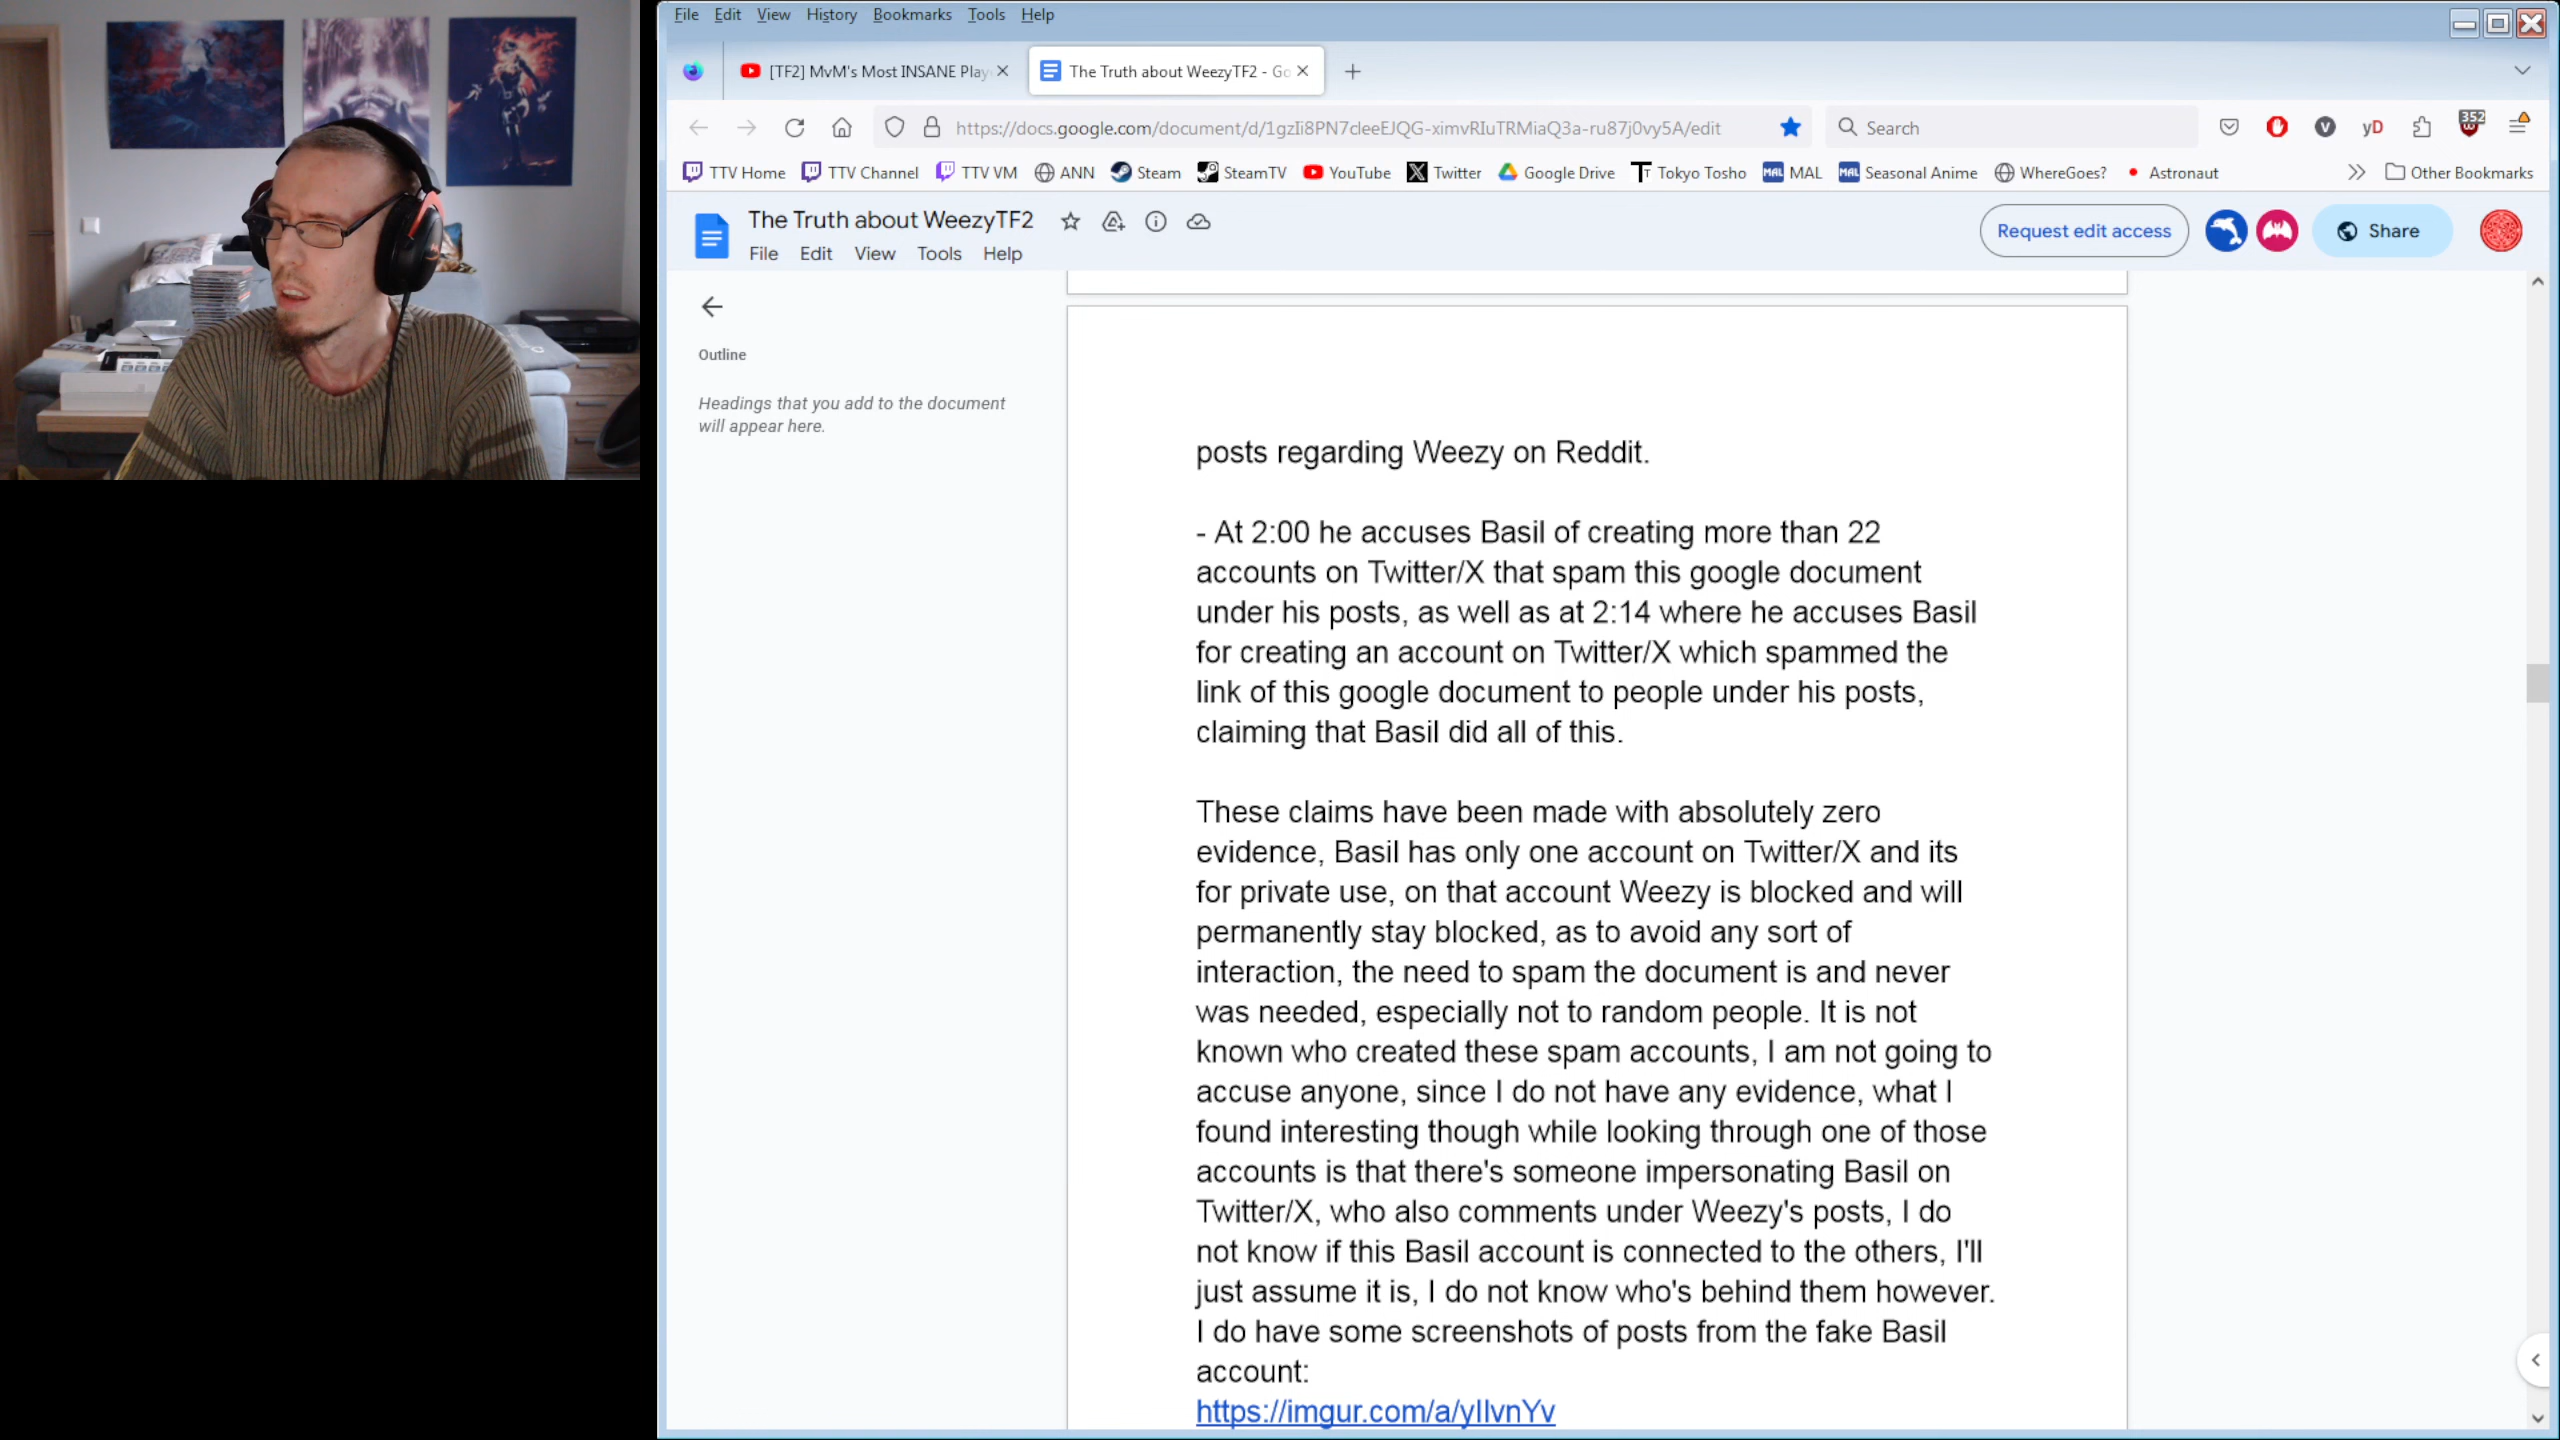 File Edit View History Bookmarks Tools Help
[TF2] MvM's Most INSANE Play
The Truth about WeezyTF2 - Go
https://docs.google.com/document/d/1gzIi8PN7cleeEJQG-ximvRIuTRMiaQ3a-ru87j0vy5A/edit
Search
yD
352
TTV Home TTV Channel TTV VM ANN Steam SteamTV YouTube Twitter Google Drive Tokyo Tosho MAL MAL MAL Seasonal Anime WhereGoes? Astronaut Other Bookmarks
The Truth about WeezyTF2
File Edit View Tools Help
Request edit access
Share
Outline
Headings that you add to the document
will appear here.
posts regarding Weezy on Reddit.
- At 2:00 he accuses Basil of creating more than 22
accounts on Twitter/X that spam this google document
under his posts, as well as at 2:14 where he accuses Basil
for creating an account on Twitter/X which spammed the
link of this google document to people under his posts,
claiming that Basil did all of this.
These claims have been made with absolutely zero
evidence, Basil has only one account on Twitter/X and its
for private use, on that account Weezy is blocked and will
permanently stay blocked, as to avoid any sort of
interaction, the need to spam the document is and never
was needed, especially not to random people. It is not
known who created these spam accounts, I am not going to
accuse anyone, since I do not have any evidence, what I
found interesting though while looking through one of those
accounts is that there's someone impersonating Basil on
Twitter/X, who also comments under Weezy's posts, I do
not know if this Basil account is connected to the others, I'll
just assume it is, I do not know who's behind them however.
I do have some screenshots of posts from the fake Basil
account:
https://imgur.com/a/yIlvnYv